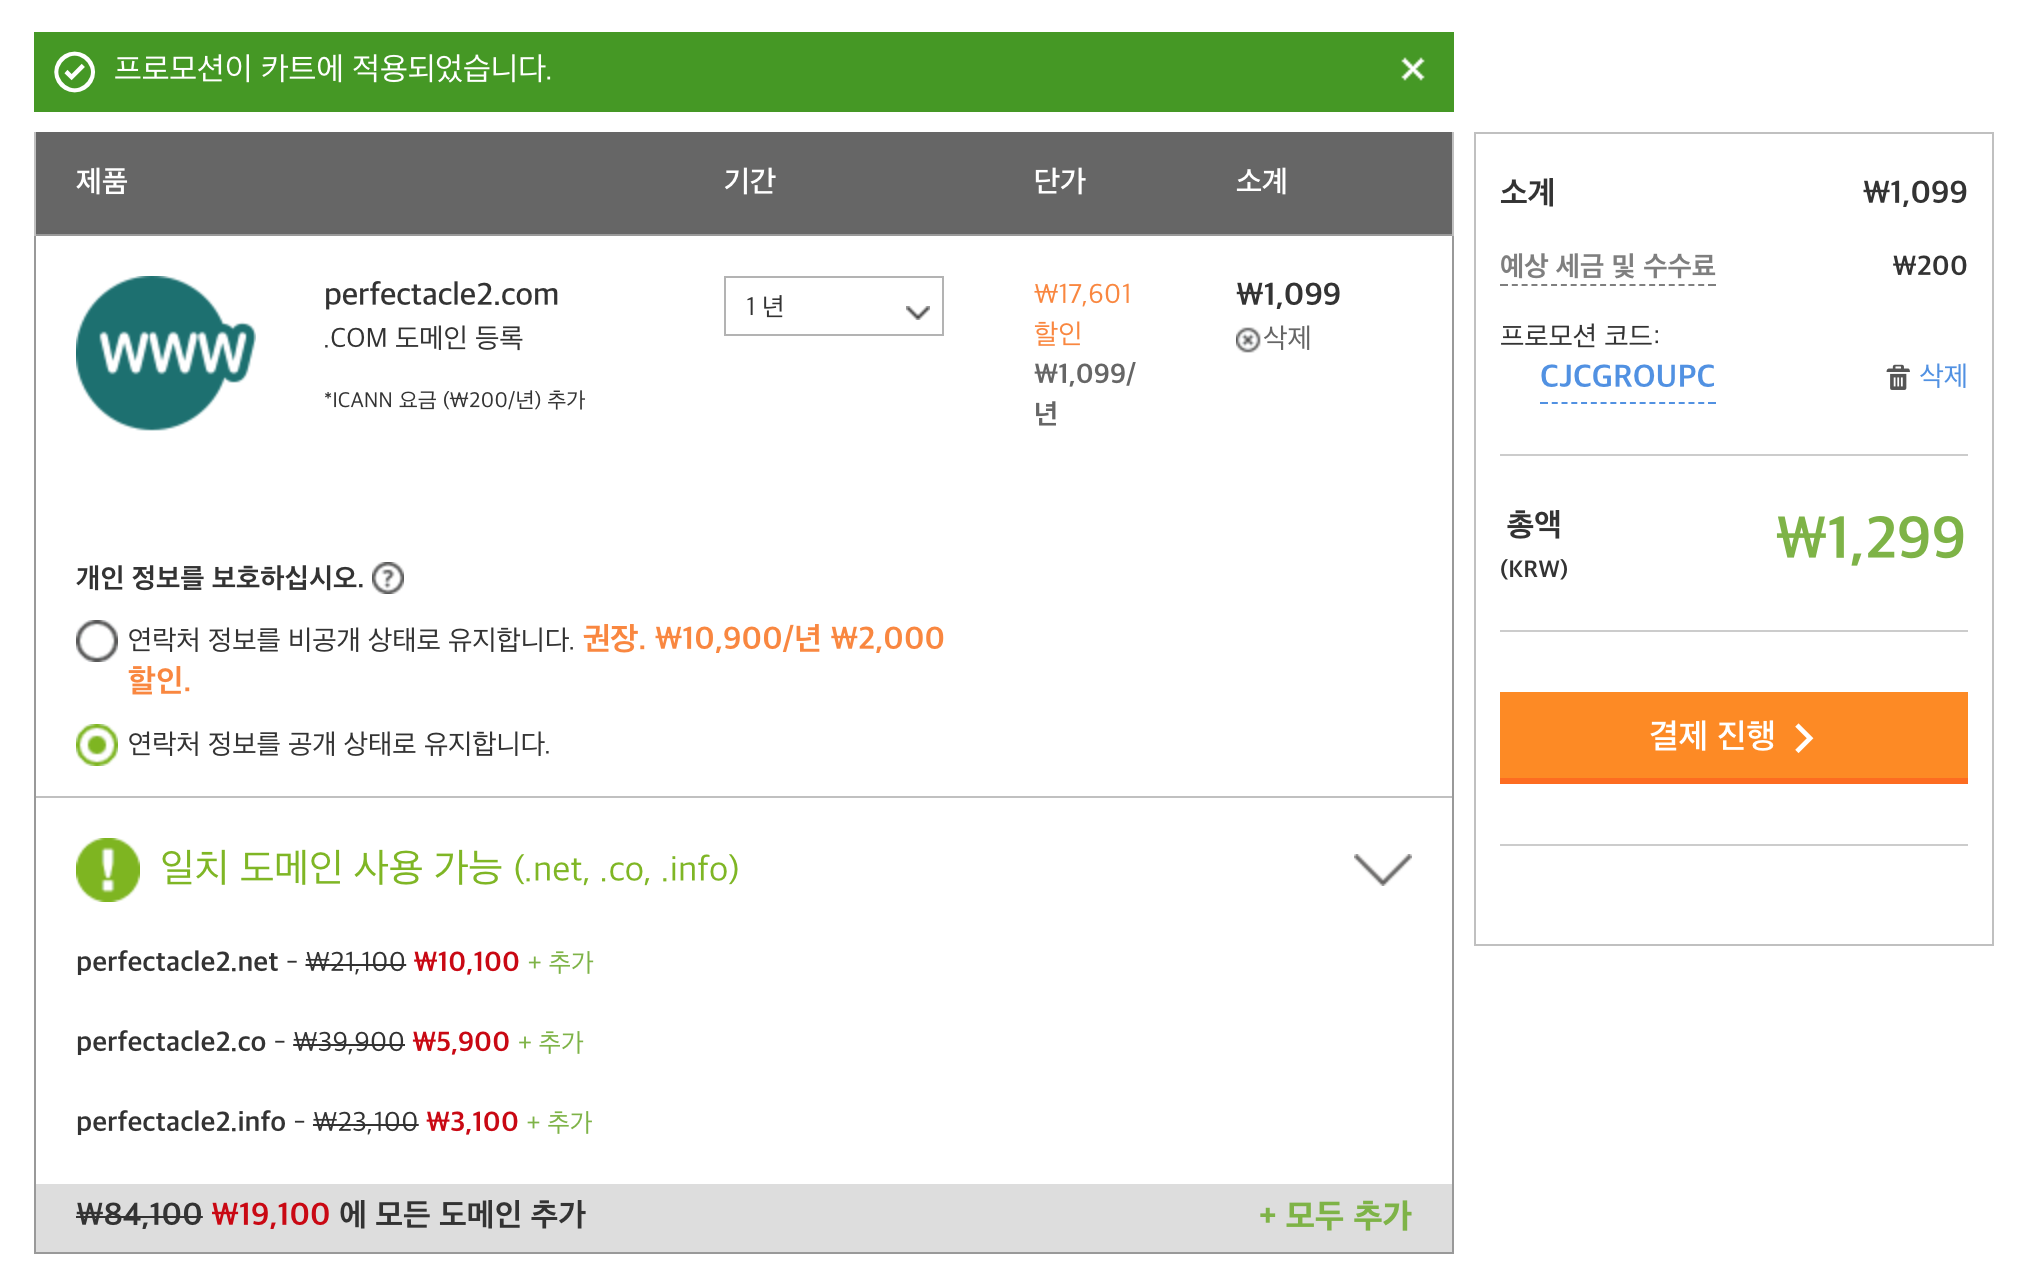 프로모션이 카트에 적용되었습니다.
제품 기간 단가 소계
www
perfectacle2.com
.COM 도메인 등록
*ICANN 요금 (₩200/년) 추가
1 년
₩17,601
할인
₩1,099/
년
₩1,099
삭제
개인 정보를 보호하십시오. ?
연락처 정보를 비공개 상태로 유지합니다. 권장. ₩10,900/년 ₩2,000
할인.
연락처 정보를 공개 상태로 유지합니다.
일치 도메인 사용 가능 (.net, .co, .info)
perfectacle2.net - ₩21,100 ₩10,100 + 추가
perfectacle2.co - ₩39,900 ₩5,900 + 추가
perfectacle2.info - ₩23,100 ₩3,100 + 추가
₩84,100 ₩19,100 에 모든 도메인 추가 + 모두 추가
소계 ₩1,099
예상 세금 및 수수료 ₩200
프로모션 코드:
CJCGROUPC 삭제
총액 ₩1,299
(KRW)
결제 진행